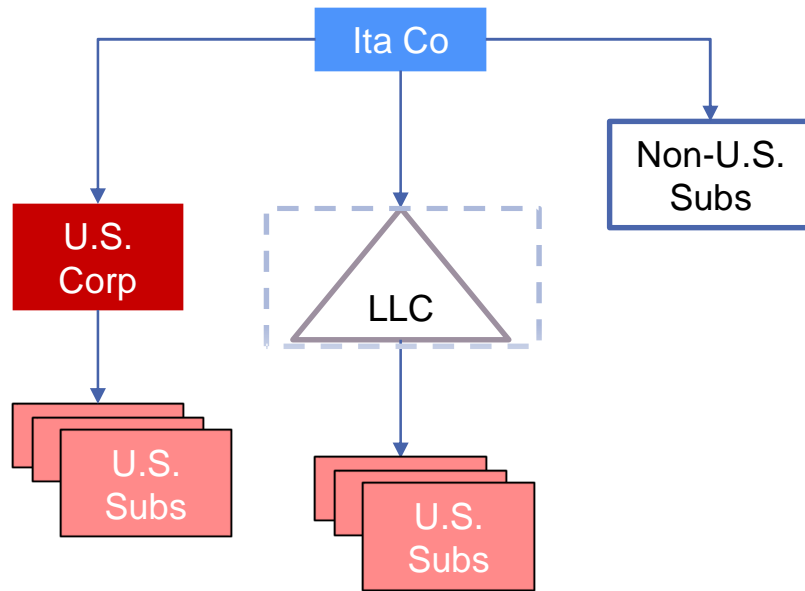 Ita Co
Non-U.S.
Subs
U.S.
Corp
LLC
U.S.
Subs
U.S.
Subs